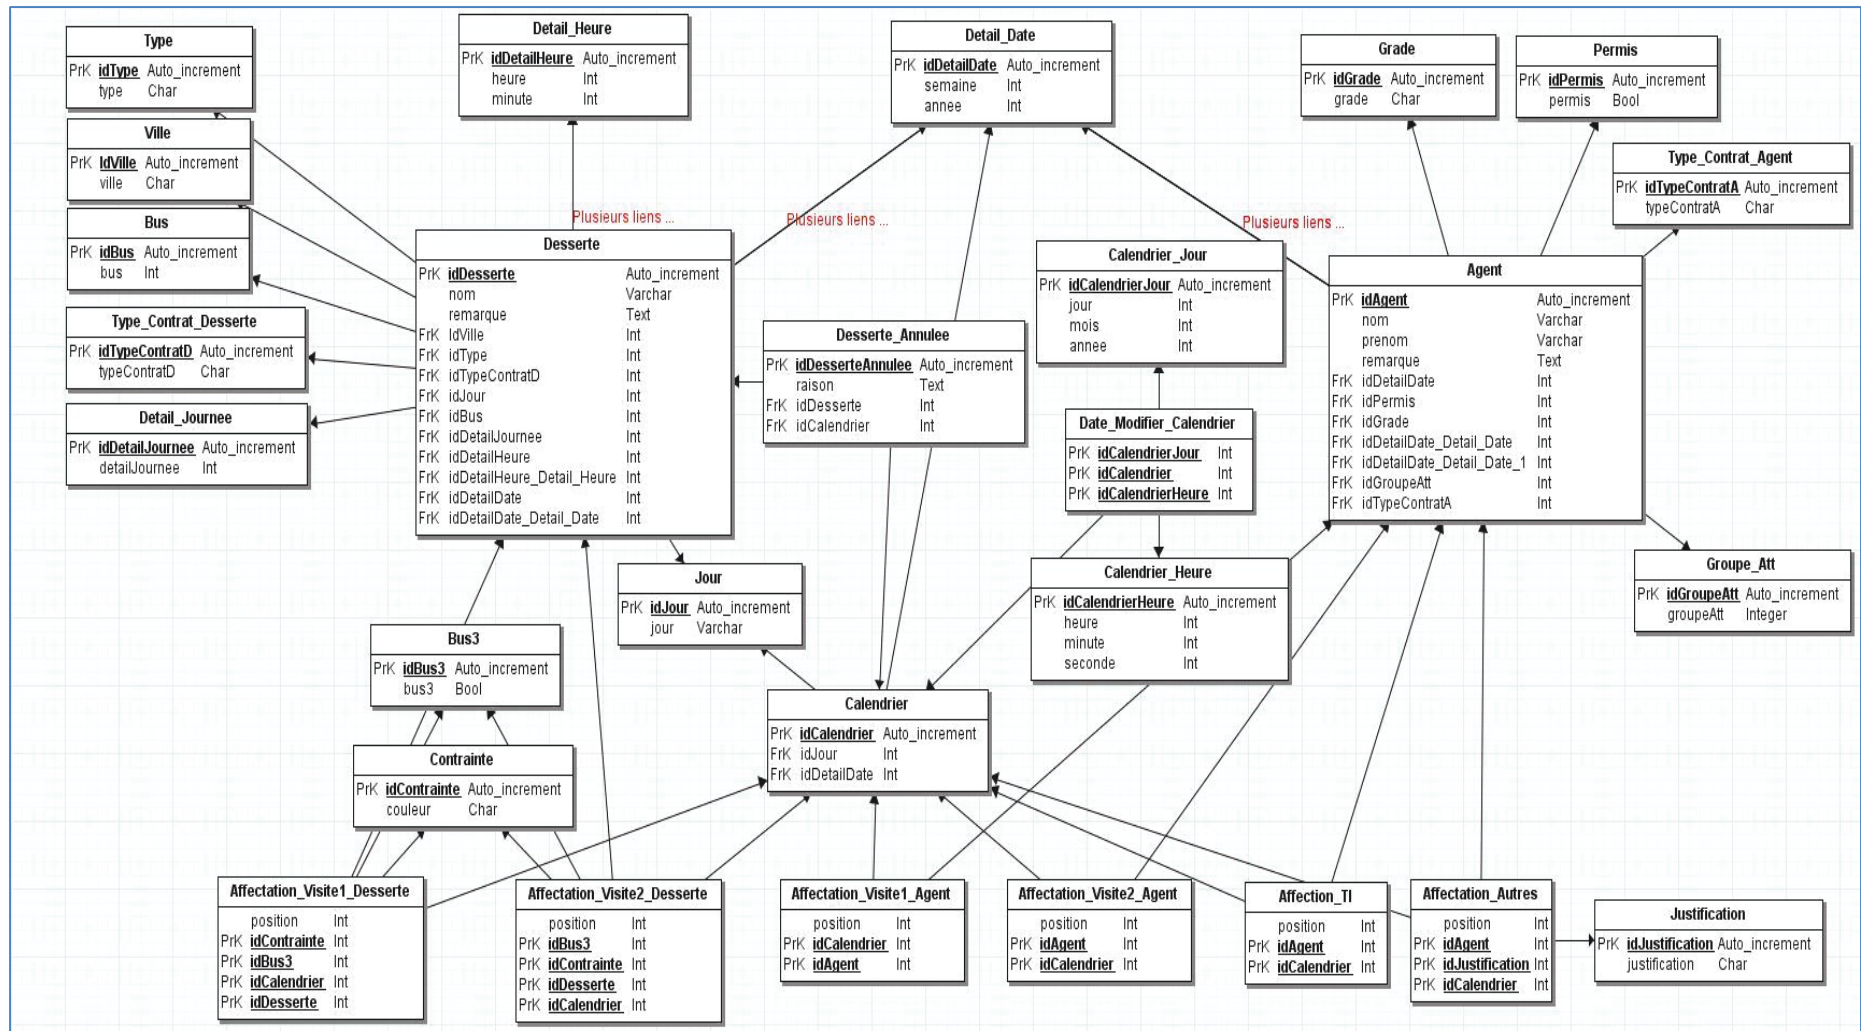 Type
PrK idType Auto_increment
type Char
Ville
PrK IdVille Auto_increment
ville Char
Bus
PrK idBus Auto_increment
bus Int
Type_Contrat_Desserte
PrK idTypeContratD Auto_increment
typeContratD Char
Detail_Journee
PrK idDetailJournee Auto_increment
detailJournee Int
Detail_Heure
PrK idDetailHeure Auto_increment
heure Int
minute Int
Detail_Date
PrK idDetailDate Auto_increment
semaine Int
annee Int
Grade
PrK idGrade Auto_increment
grade Char
Permis
PrK idPermis Auto_increment
permis Bool
Type_Contrat_Agent
PrK idTypeContratA Auto_increment
typeContratA Char
Plusieurs liens ...
Plusieurs liens ...
Plusieurs liens ...
Desserte
PrK idDesserte Auto_increment
nom Varchar
remarque Text
FrK IdVille Int
FrK idType Int
FrK idTypeContratD Int
FrK idJour Int
FrK idBus Int
FrK idDetailJournee Int
FrK idDetailHeure Int
FrK idDetailHeure_Detail_Heure Int
FrK idDetailDate Int
FrK idDetailDate_Detail_Date Int
Desserte_Annulee
PrK idDesserteAnnulee Auto_increment
raison Text
FrK idDesserte Int
FrK idCalendrier Int
Calendrier_Jour
PrK idCalendrierJour Auto_increment
jour Int
mois Int
annee Int
Date_Modifier_Calendrier
PrK idCalendrierJour Int
PrK idCalendrier Int
PrK idCalendrierHeure Int
Calendrier_Heure
PrK idCalendrierHeure Auto_increment
heure Int
minute Int
seconde Int
Agent
PrK idAgent Auto_increment
nom Varchar
prenom Varchar
remarque Text
FrK idDetailDate Int
FrK idPermis Int
FrK idGrade Int
FrK idDetailDate_Detail_Date Int
FrK idDetailDate_Detail_Date_1 Int
FrK idGroupeAtt Int
FrK idTypeContratA Int
Groupe_Att
PrK idGroupeAtt Auto_increment
groupeAtt Integer
Jour
PrK idJour Auto_increment
jour Varchar
Bus3
PrK idBus3 Auto_increment
bus3 Bool
Contrainte
PrK idContrainte Auto_increment
couleur Char
Calendrier
PrK idCalendrier Auto_increment
FrK idJour Int
FrK idDetailDate Int
Affectation_Visite1_Desserte
position Int
PrK idContrainte Int
PrK idBus3 Int
PrK idCalendrier Int
PrK idDesserte Int
Affectation_Visite2_Desserte
position Int
PrK idBus3 Int
PrK idContrainte Int
PrK idDesserte Int
PrK idCalendrier Int
Affectation_Visite1_Agent
position Int
PrK idCalendrier Int
PrK idAgent Int
Affectation_Visite2_Agent
position Int
PrK idAgent Int
PrK idCalendrier Int
Affection_TI
position Int
PrK idAgent Int
PrK idCalendrier Int
Affectation_Autres
position Int
PrK idAgent Int
PrK idJustification Int
PrK idCalendrier Int
Justification
PrK idJustification Auto_increment
justification Char